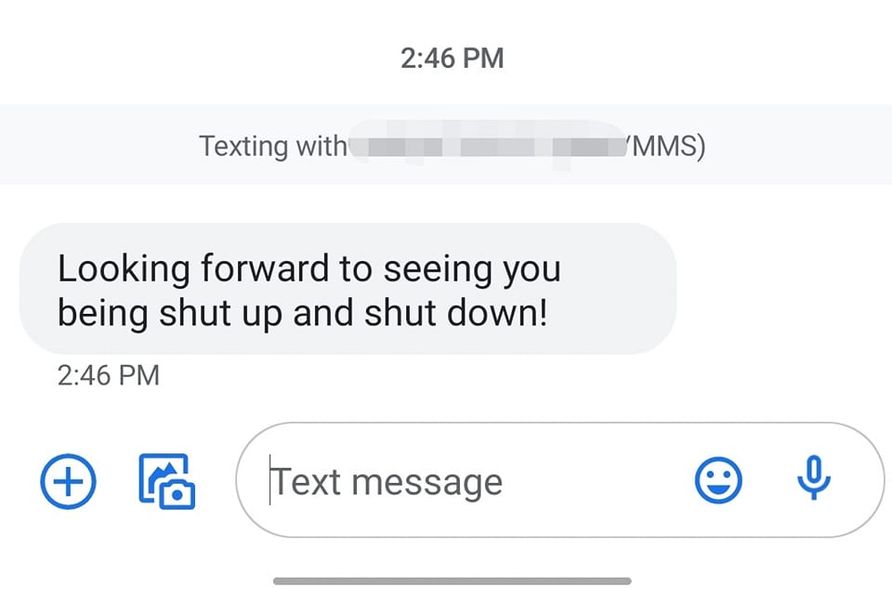 2:46 PM
Texting with /MMS)
Looking forward to seeing you
being shut up and shut down!
2:46 PM
Text message